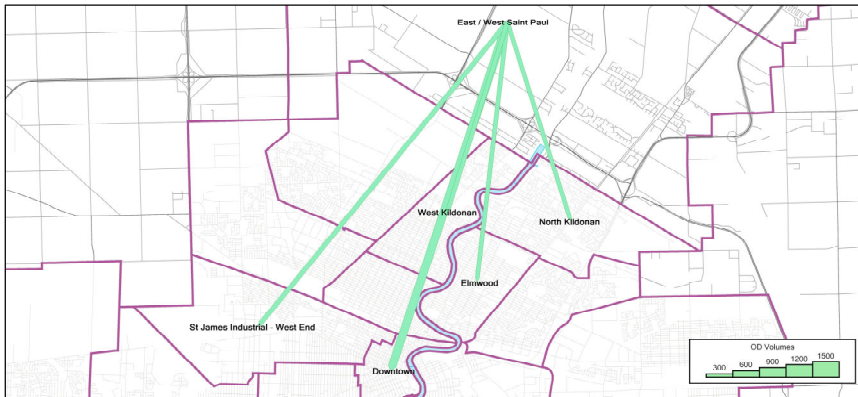 East / West Saint Paul
West Kildonan
North Kildonan
Elmwood
St James Industrial - West End
Downtown
OD Volumes
300 600 900 1200 1500